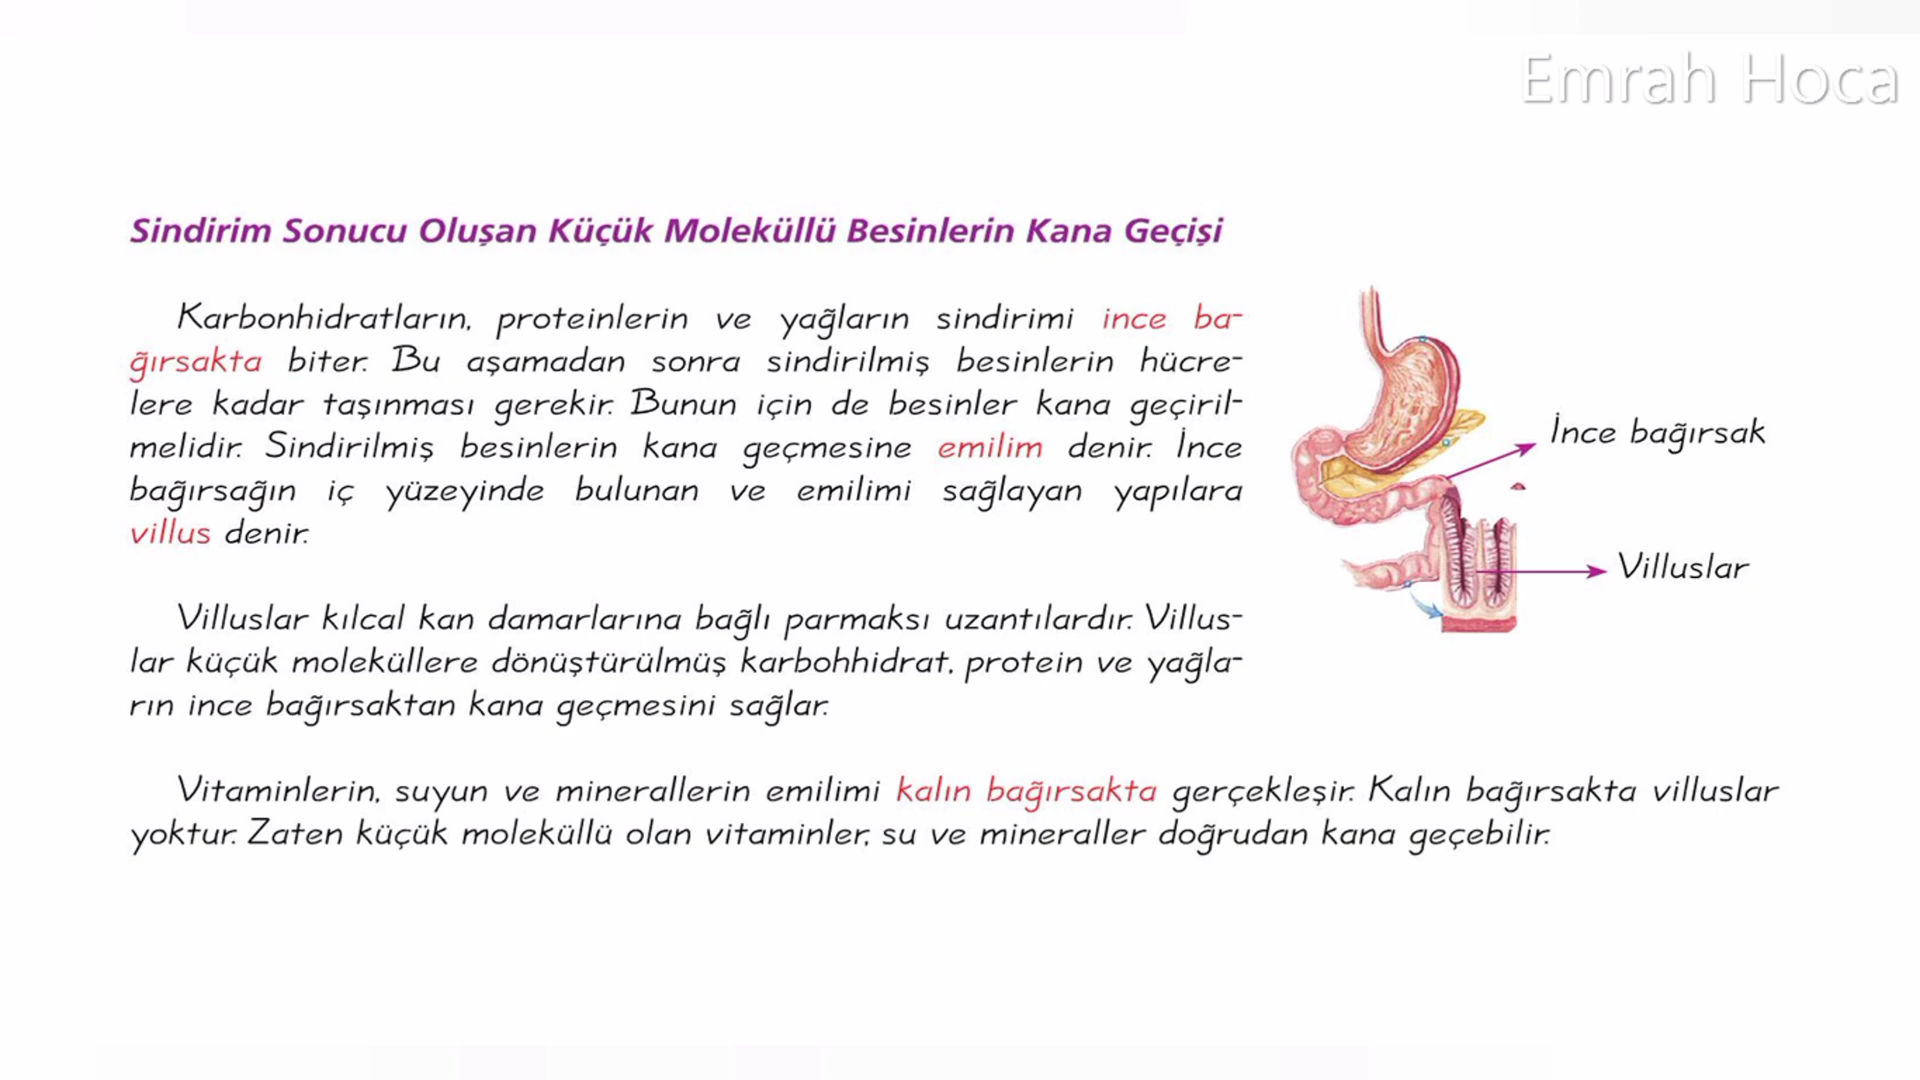 Emrah Hoca
Sindirim Sonucu Oluşan Küçük Moleküllü Besinlerin Kana Geçişi
Karbonhidratların, proteinlerin ve yağların sindirimi ince ba-
ğırsakta biter. Bu aşamadan sonra sindirilmiş besinlerin hücre-
lere kadar taşınması gerekir. Bunun için de besinler kana geçiril-
melidir. Sindirilmiş besinlerin kana geçmesine emilim denir. İnce
bağırsağın iç yüzeyinde bulunan ve emilimi sağlayan yapılara
villus denir.
İnce bağırsak
Villuslar
Villuslar kılcal kan damarlarına bağlı parmaksı uzantılardır. Villus-
lar küçük moleküllere dönüştürülmüş karbohhidrat, protein ve yağla-
rın ince bağırsaktan kana geçmesini sağlar.
Vitaminlerin, suyun ve minerallerin emilimi kalın bağırsakta gerçekleşir. Kalın bağırsakta villuslar
yoktur. Zaten küçük moleküllü olan vitaminler, su ve mineraller doğrudan kana geçebilir.